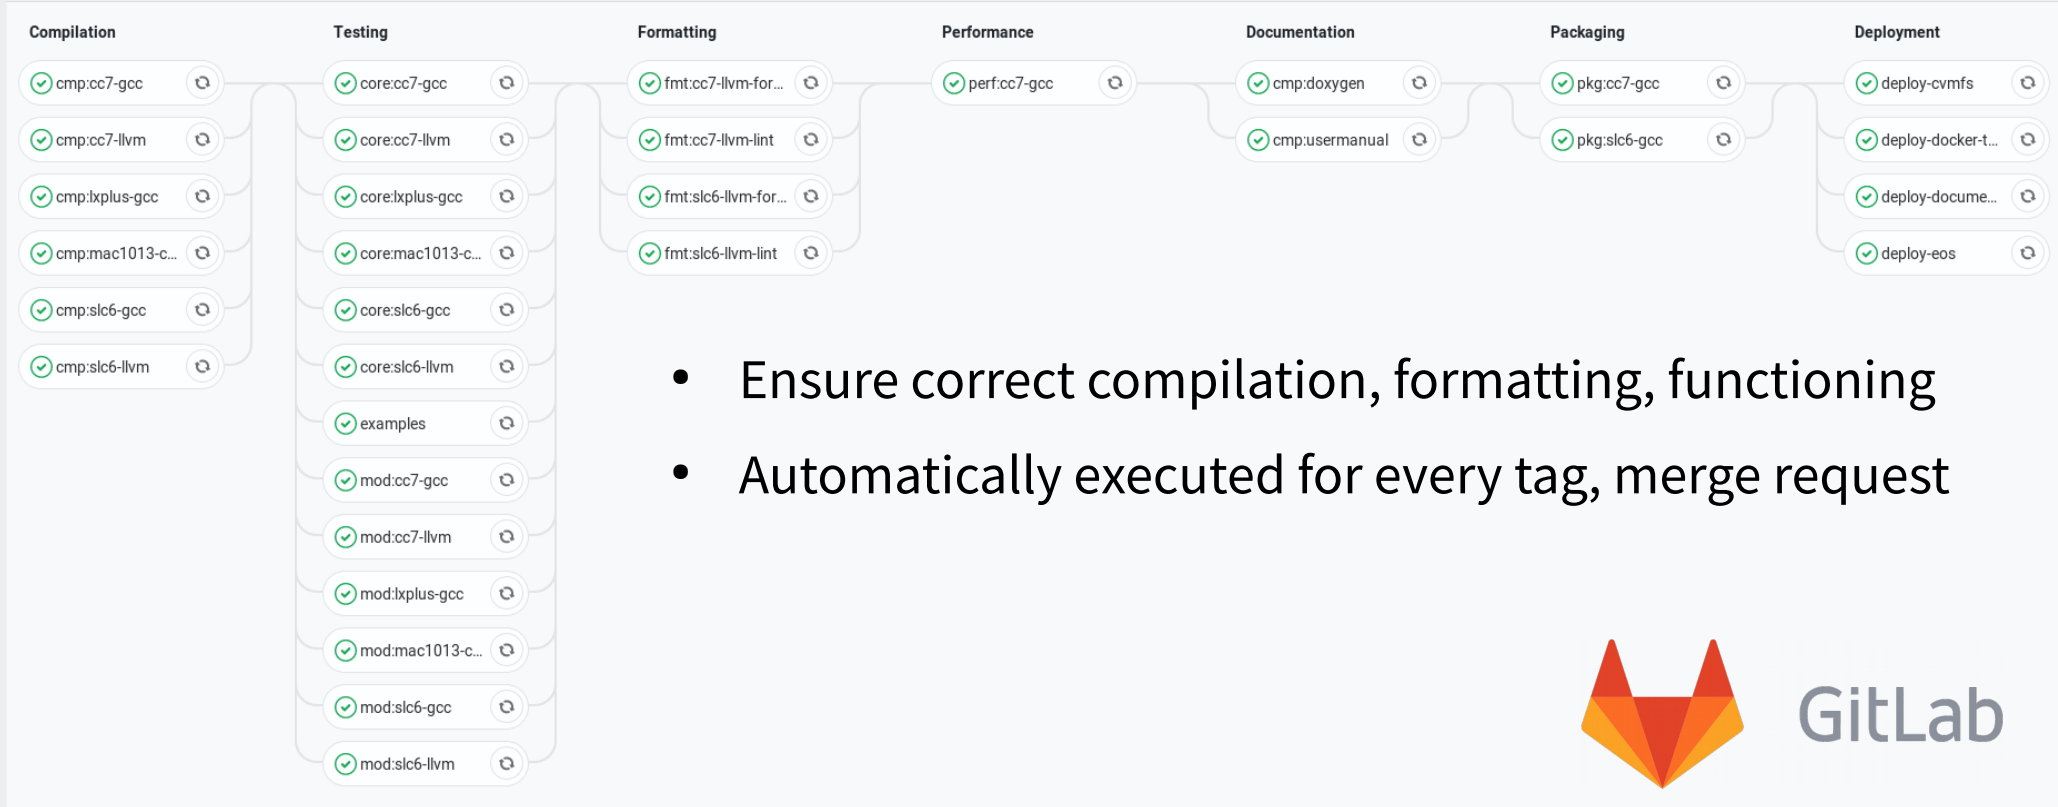 Compilation
cmp:cc7-gcc
cmp:cc7-llvm
cmp:lxplus-gcc
cmp:mac1013-c...
cmp:slc6-gcc
cmp:slc6-llvm
Testing
core:cc7-gcc
core:cc7-llvm
core:lxplus-gcc
core:mac1013-c...
core:slc6-gcc
core:slc6-llvm
examples
mod:cc7-gcc
mod:cc7-llvm
mod:lxplus-gcc
mod:mac1013-c...
mod:slc6-gcc
mod:slc6-llvm
Formatting
fmt:cc7-llvm-for...
fmt:cc7-llvm-lint
fmt:slc6-llvm-for...
fmt:slc6-llvm-lint
Performance
perf:cc7-gcc
Documentation
cmp:doxygen
cmp:usermanual
Packaging
pkg:cc7-gcc
pkg:slc6-gcc
Deployment
deploy-cvmfs
deploy-docker-t...
deploy-docume...
deploy-eos
• Ensure correct compilation, formatting, functioning
• Automatically executed for every tag, merge request
GitLab